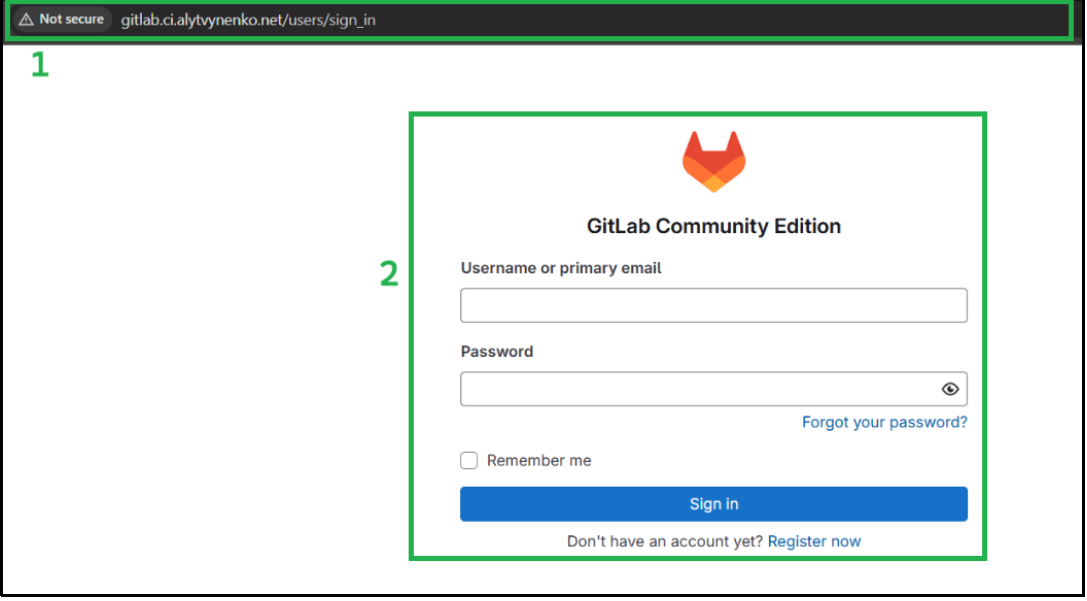 Not secure gitlab.ci.alytvynenko.net/users/sign_in
1
GitLab Community Edition
2
Username or primary email
Password
Forgot your password?
Remember me
Sign in
Don't have an account yet? Register now